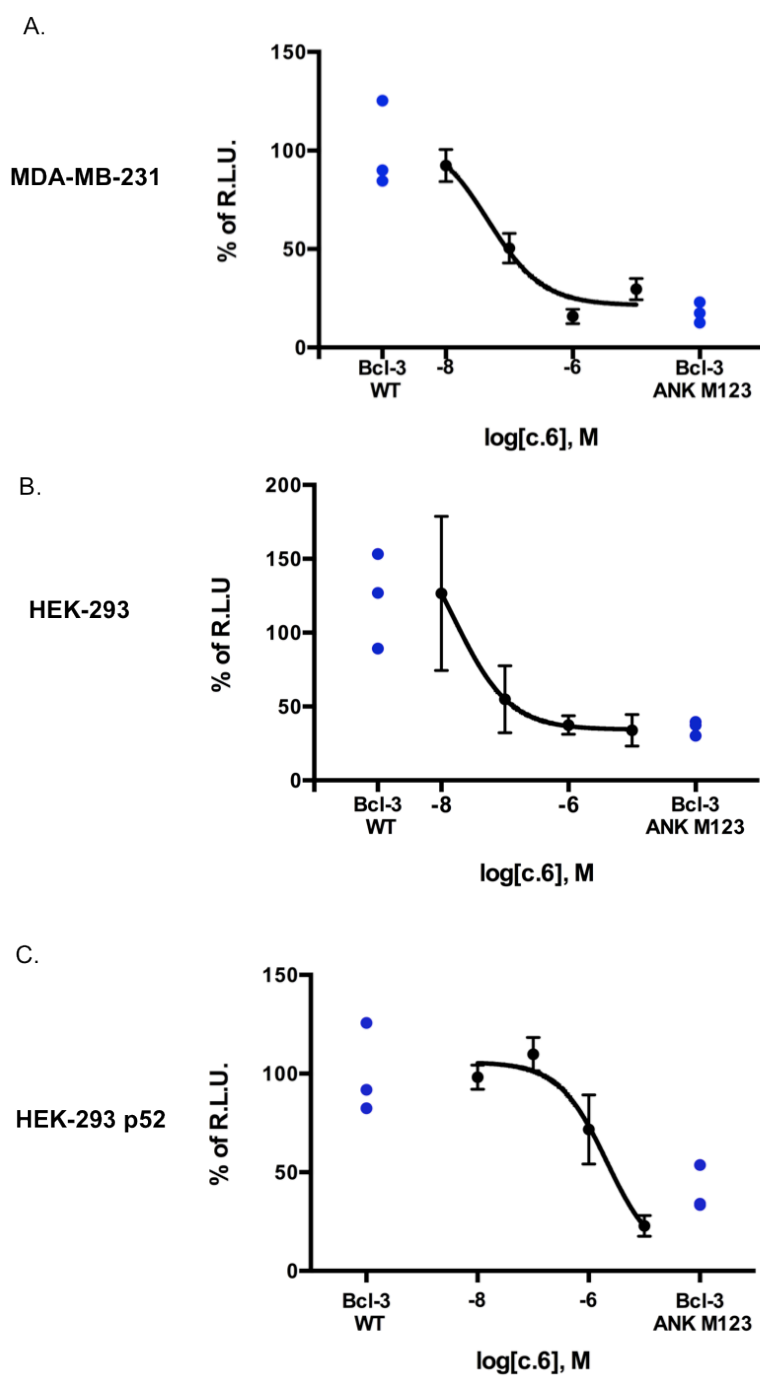 A.
MDA-MB-231
% of R.L.U.
150
100
50
0
Bcl-3
WT
-8
-6
Bcl-3
ANK M123
log[c.6], M
B.
HEK-293
% of R.L.U
200
150
100
50
0
Bcl-3
WT
-8
-6
Bcl-3
ANK M123
log[c.6], M
C.
HEK-293 p52
% of R.L.U.
150
100
50
0
Bcl-3
WT
-8
-6
Bcl-3
ANK M123
log[c.6], M